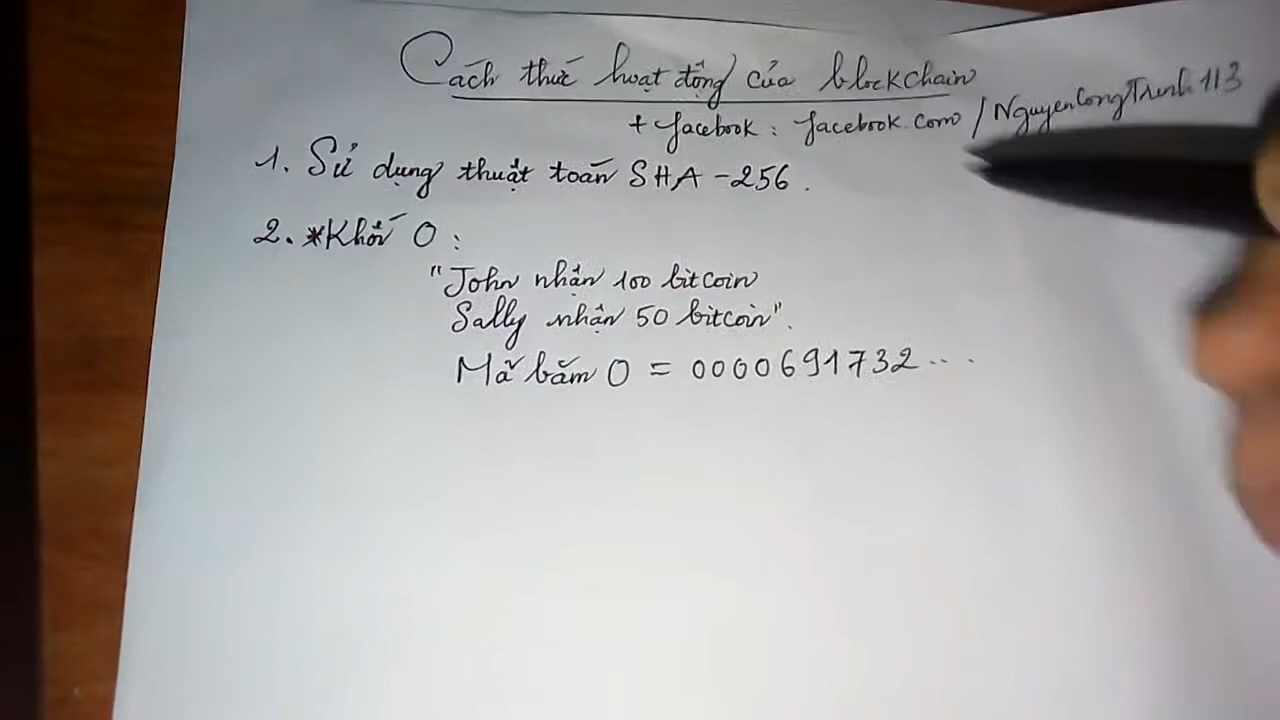 Cách thức hoạt động của blockchain
+ facebook : facebook.com/NguyenCongTrinh113
1. Sử dụng thuật toán SHA-256.
2. *Khối 0 :
"John nhận 100 bitcoin
Sally nhận 50 bitcoin".
Mã băm 0 = 0000691732....